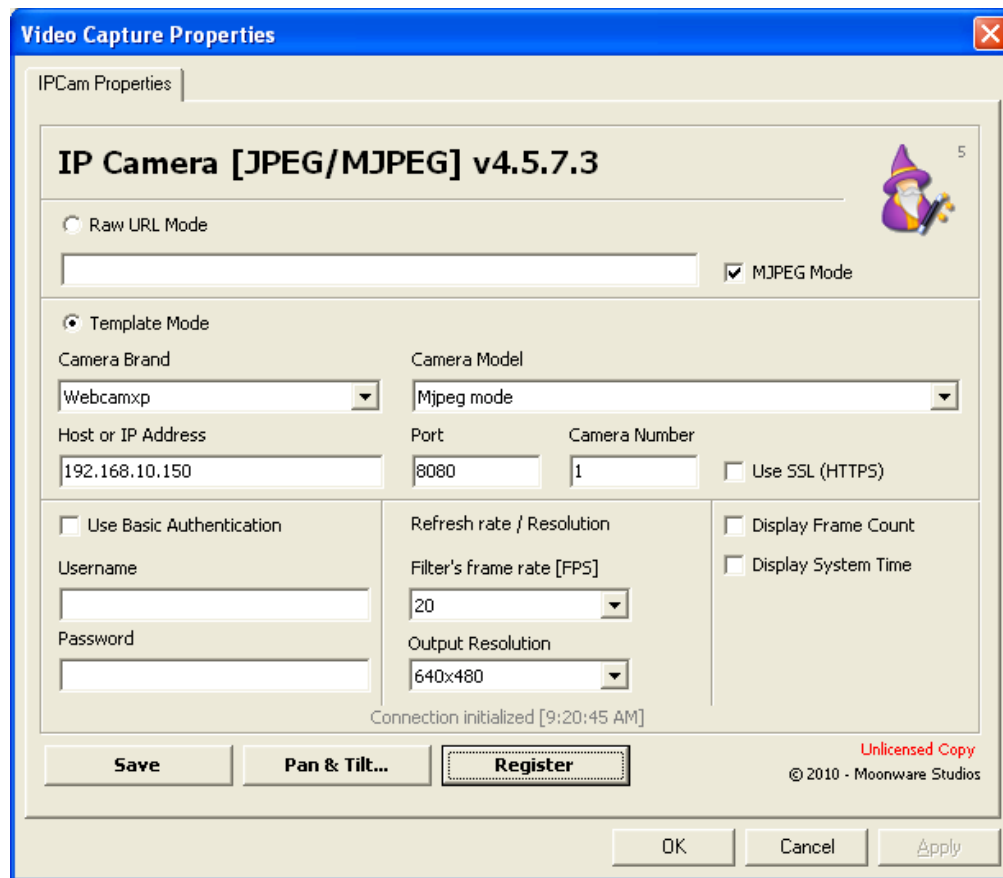 Video Capture Properties
IPCam Properties
IP Camera [JPEG/MJPEG] v4.5.7.3
5
Raw URL Mode
MJPEG Mode
Template Mode
Camera Brand Camera Model
Webcamxp Mjpeg mode
Host or IP Address Port Camera Number
192.168.10.150 8080 1 Use SSL (HTTPS)
Use Basic Authentication Refresh rate / Resolution Display Frame Count
Username Filter's frame rate [FPS] Display System Time
20
Password Output Resolution
640x480
Connection initialized [9:20:45 AM]
Save Pan & Tilt... Register Unlicensed Copy
© 2010 - Moonware Studios
OK Cancel Apply